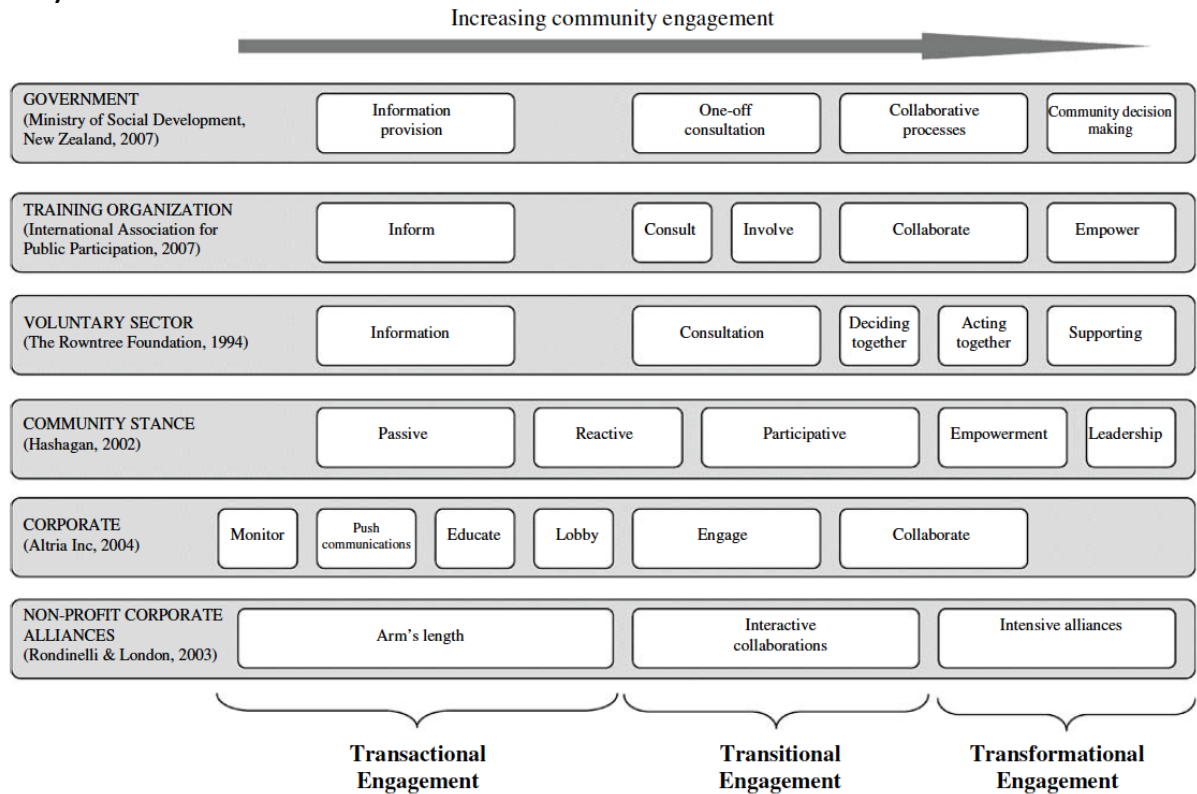 Increasing community engagement
GOVERNMENT
(Ministry of Social Development,
New Zealand, 2007)
Information
provision
One-off
consultation
Collaborative
processes
Community decision
making
TRAINING ORGANIZATION
(International Association for
Public Participation, 2007)
Inform
Consult
Involve
Collaborate
Empower
VOLUNTARY SECTOR
(The Rowntree Foundation, 1994)
Information
Consultation
Deciding
together
Acting
together
Supporting
COMMUNITY STANCE
(Hashagan, 2002)
Passive
Reactive
Participative
Empowerment
Leadership
CORPORATE
(Altria Inc, 2004)
Monitor
Push
communications
Educate
Lobby
Engage
Collaborate
NON-PROFIT CORPORATE
ALLIANCES
(Rondinelli & London, 2003)
Arm's length
Interactive
collaborations
Intensive alliances
Transactional
Engagement
Transitional
Engagement
Transformational
Engagement